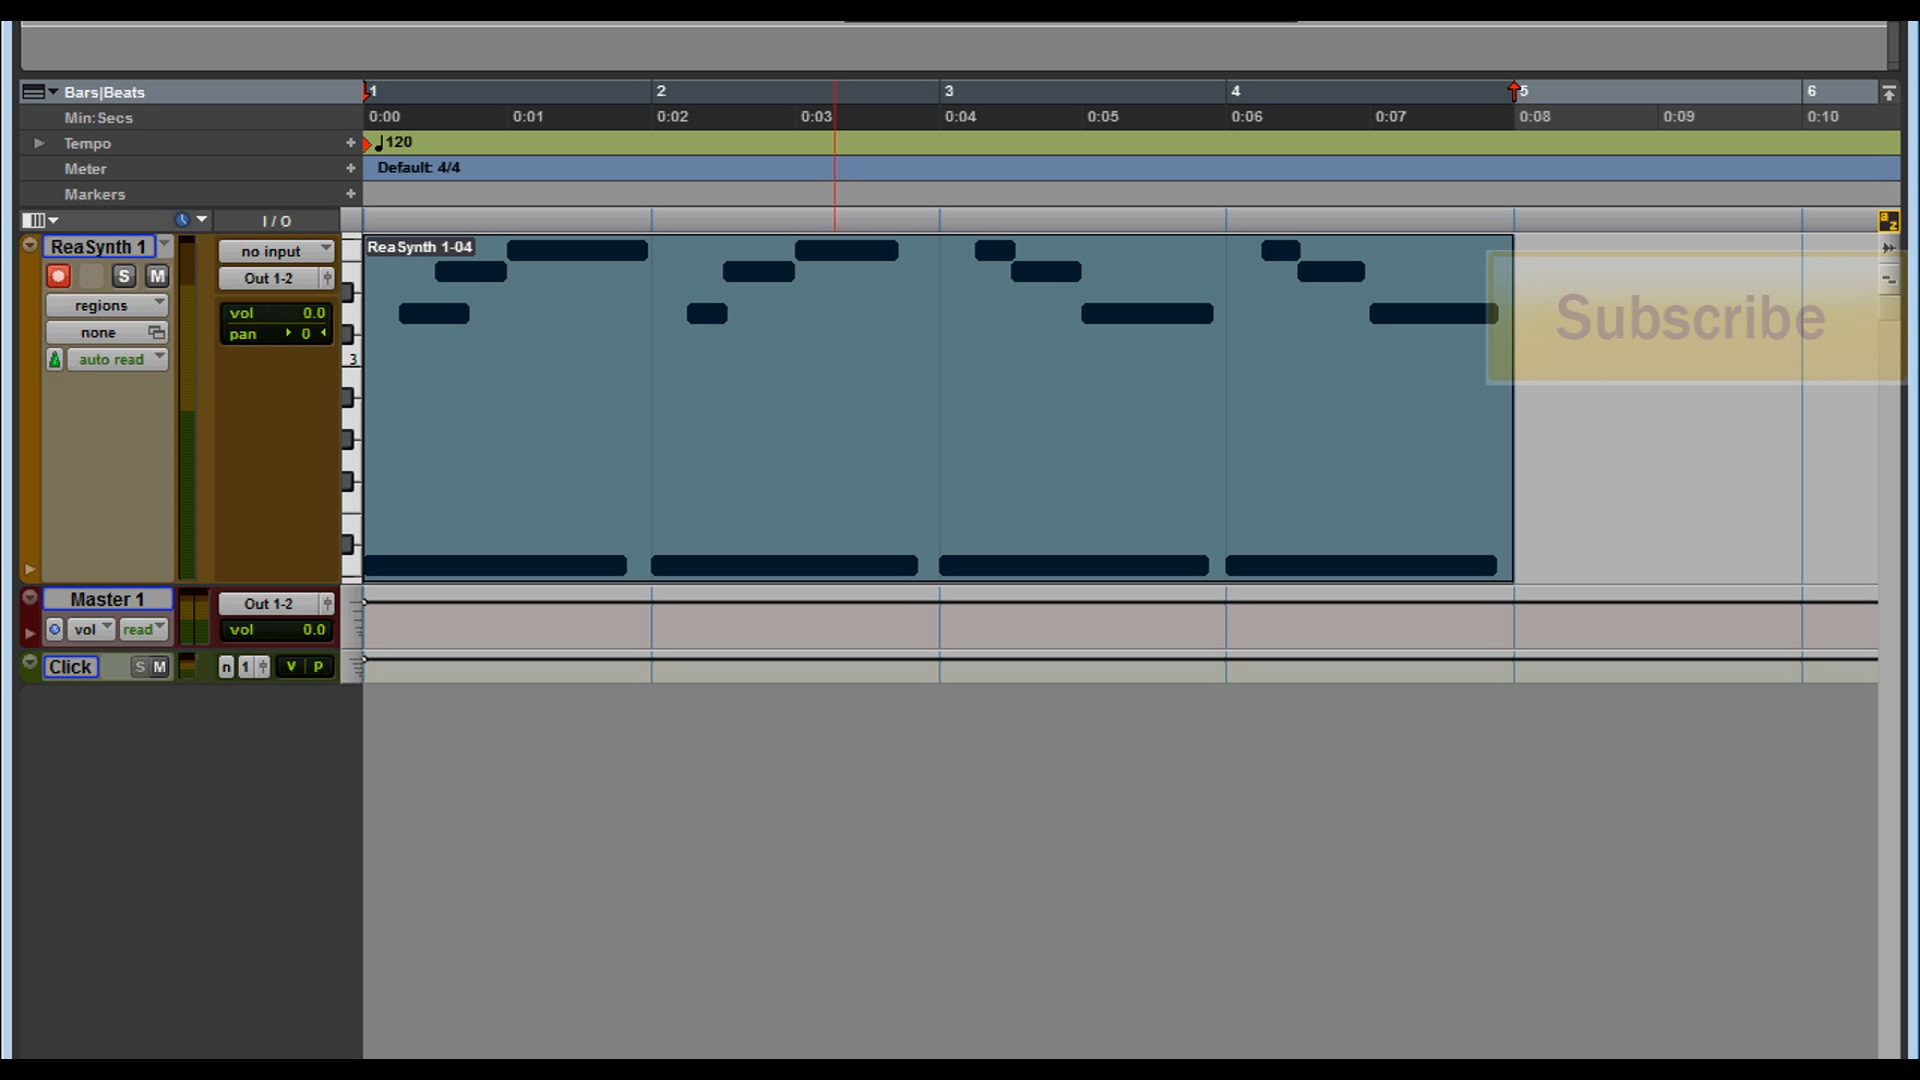 Bars|Beats 1 2 3 4 5 6
Min:Secs 0:00 0:01 0:02 0:03 0:04 0:05 0:06 0:07 0:08 0:09 0:10
Tempo + 120
Meter + Default: 4/4
Markers +
I / O
a
z
ReaSynth 1 no input ReaSynth 1-04
S M Out 1-2
regions vol 0.0
none pan 0
auto read 3
Subscribe
Master 1 Out 1-2
vol read vol 0.0
Click S M n 1 V P